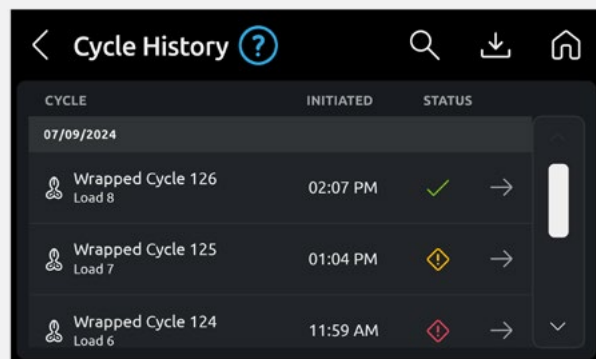 Cycle History ?
CYCLE INITIATED STATUS
07/09/2024
Wrapped Cycle 126 02:07 PM
Load 8
Wrapped Cycle 125 01:04 PM
Load 7
Wrapped Cycle 124 11:59 AM
Load 6